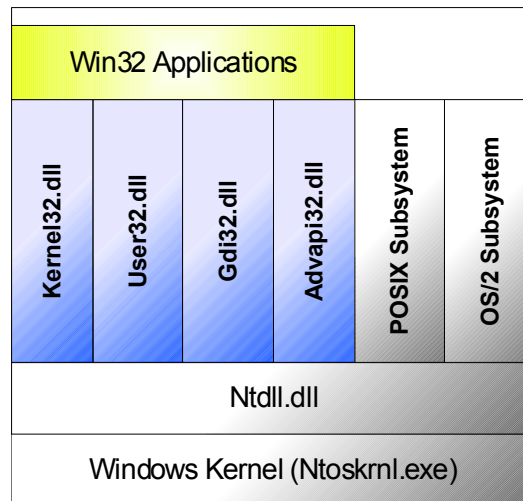 Win32 Applications
Kernel32.dll
User32.dll
Gdi32.dll
Advapi32.dll
POSIX Subsystem
OS/2 Subsystem
Ntdll.dll
Windows Kernel (Ntoskrnl.exe)